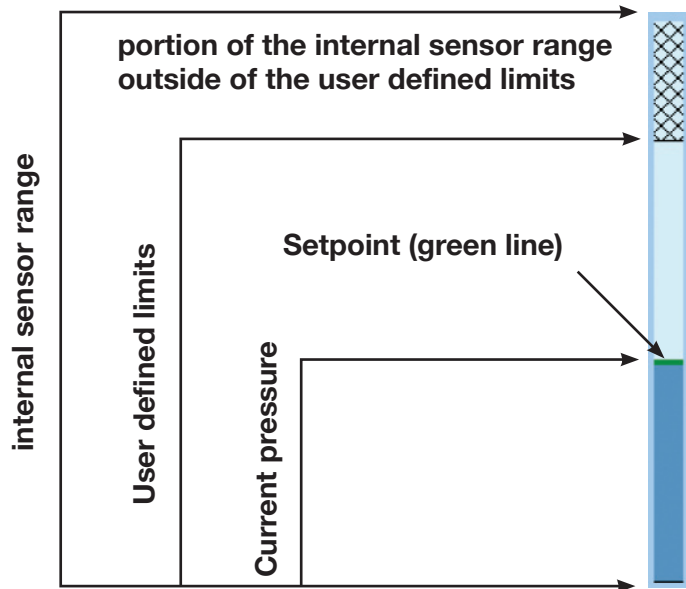 portion of the internal sensor range
outside of the user defined limits
internal sensor range
User defined limits
Setpoint (green line)
Current pressure